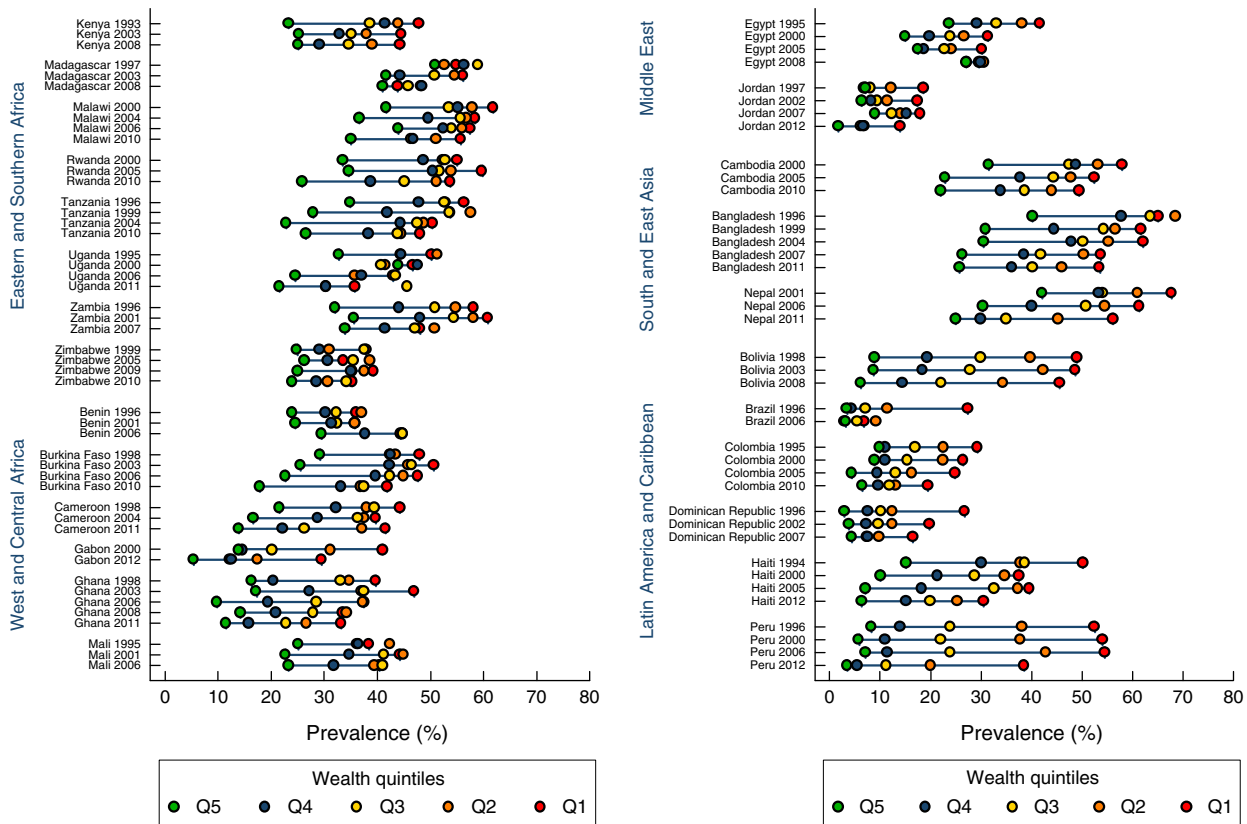 Eastern and Southern Africa
Kenya 1993
Kenya 2003
Kenya 2008
Madagascar 1997
Madagascar 2003
Madagascar 2008
Malawi 2000
Malawi 2004
Malawi 2006
Malawi 2010
Rwanda 2000
Rwanda 2005
Rwanda 2010
Tanzania 1996
Tanzania 1999
Tanzania 2004
Tanzania 2010
Uganda 1995
Uganda 2000
Uganda 2006
Uganda 2011
Zambia 1996
Zambia 2001
Zambia 2007
Zimbabwe 1999
Zimbabwe 2005
Zimbabwe 2009
Zimbabwe 2010
West and Central Africa
Benin 1996
Benin 2001
Benin 2006
Burkina Faso 1998
Burkina Faso 2003
Burkina Faso 2006
Burkina Faso 2010
Cameroon 1998
Cameroon 2004
Cameroon 2011
Gabon 2000
Gabon 2012
Ghana 1998
Ghana 2003
Ghana 2006
Ghana 2008
Ghana 2011
Mali 1995
Mali 2001
Mali 2006
0 10 20 30 40 50 60 70 80
Prevalence (%)
Wealth quintiles
Q5 Q4 Q3 Q2 Q1
Middle East
Egypt 1995
Egypt 2000
Egypt 2005
Egypt 2008
Jordan 1997
Jordan 2002
Jordan 2007
Jordan 2012
South and East Asia
Cambodia 2000
Cambodia 2005
Cambodia 2010
Bangladesh 1996
Bangladesh 1999
Bangladesh 2004
Bangladesh 2007
Bangladesh 2011
Nepal 2001
Nepal 2006
Nepal 2011
Latin America and Caribbean
Bolivia 1998
Bolivia 2003
Bolivia 2008
Brazil 1996
Brazil 2006
Colombia 1995
Colombia 2000
Colombia 2005
Colombia 2010
Dominican Republic 1996
Dominican Republic 2002
Dominican Republic 2007
Haiti 1994
Haiti 2000
Haiti 2005
Haiti 2012
Peru 1996
Peru 2000
Peru 2006
Peru 2012
0 10 20 30 40 50 60 70 80
Prevalence (%)
Wealth quintiles
Q5 Q4 Q3 Q2 Q1